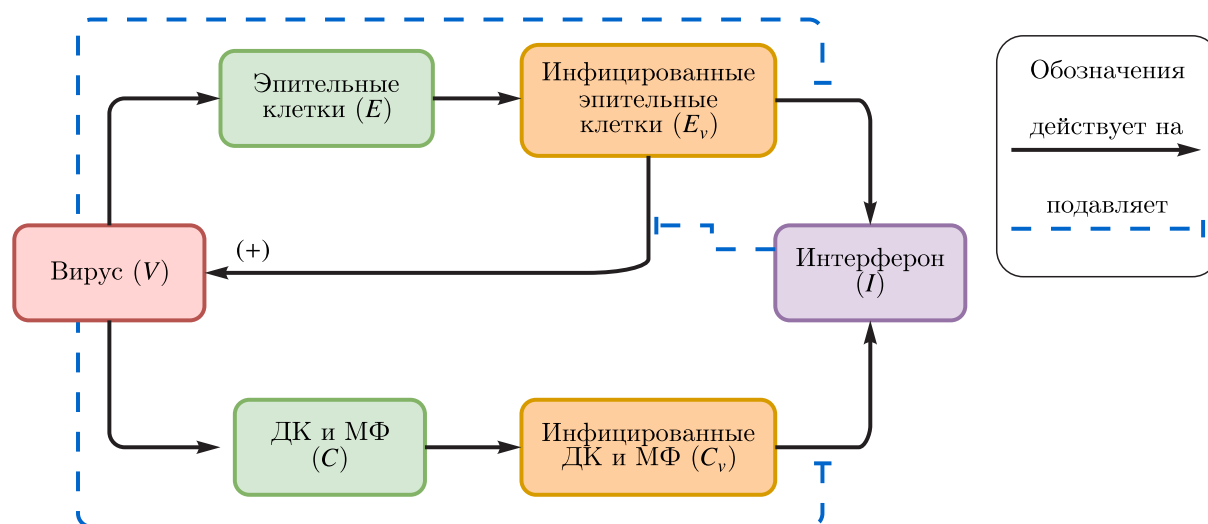 Эпительные
клетки (E)
Инфицированные
эпительные
клетки (E_v)
Обозначения
действует на
подавляет
(+)
Вирус (V)
Интерферон
(I)
ДК и МФ
(C)
Инфицированные
ДК и МФ (C_v)